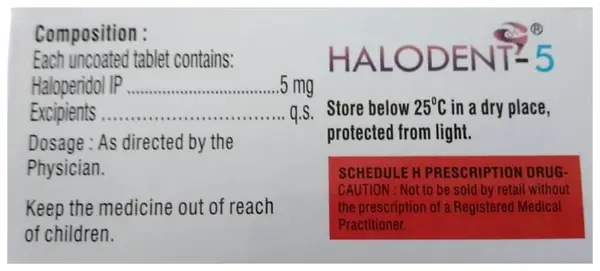 Composition :
Each uncoated tablet contains:
Haloperidol IP ....................................5 mg
Excipients .................................... q.s.
Dosage : As directed by the
Physician.
Keep the medicine out of reach
of children.
HALODENT®-5
Store below 25⁰C in a dry place,
protected from light.
SCHEDULE H PRESCRIPTION DRUG-
CAUTION : Not to be sold by retail without
the prescription of a Registered Medical
Practitioner.